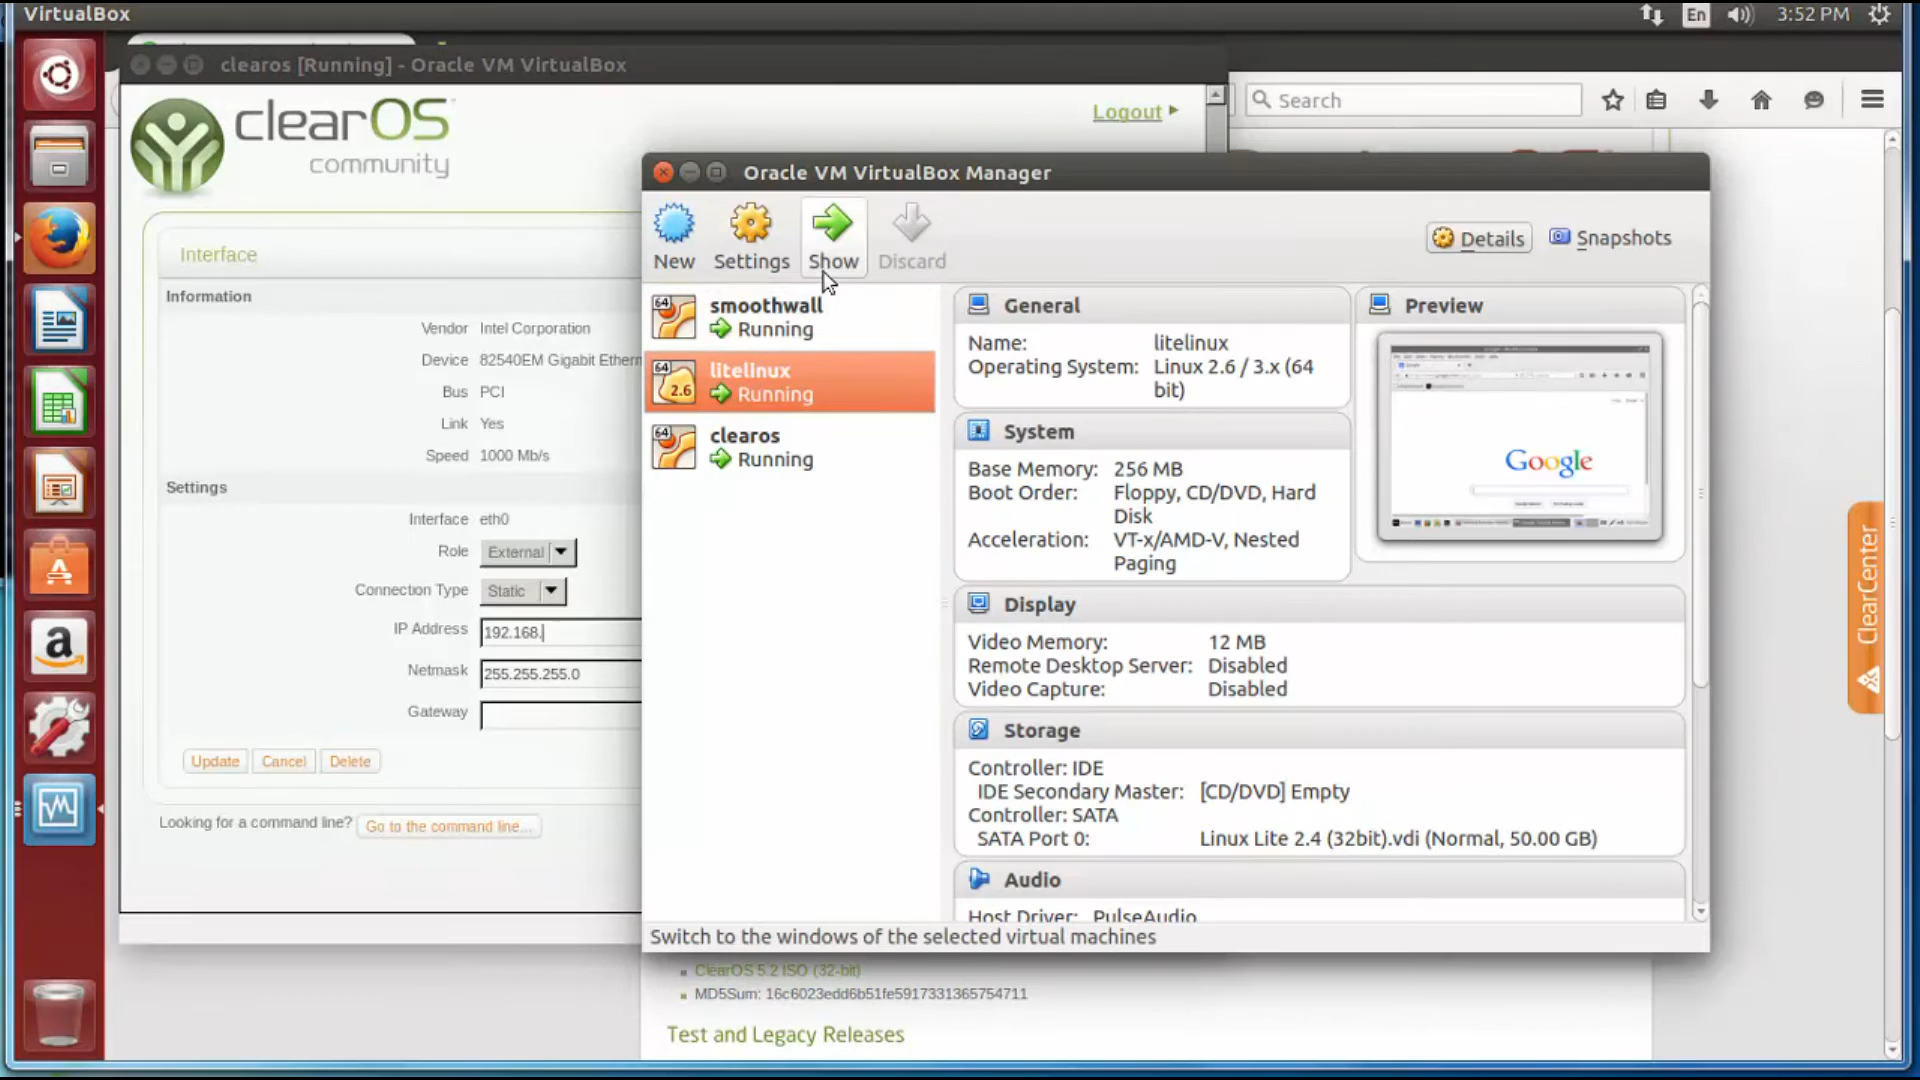 VirtualBox
En
3:52 PM
clearos [Running] - Oracle VM VirtualBox
Search
clearOS
community
Logout
Oracle VM VirtualBox Manager
New
Settings
Show
Discard
Details
Snapshots
Interface
Information
Vendor Intel Corporation
Device 82540EM Gigabit Ethern
Bus PCI
Link Yes
Speed 1000 Mb/s
Settings
Interface eth0
Role External
Connection Type Static
IP Address 192.168.
Netmask 255.255.255.0
Gateway
Update
Cancel
Delete
Looking for a command line? Go to the command line...
64
smoothwall
Running
64
2.6
litelinux
Running
64
clearos
Running
General
Name: litelinux
Operating System: Linux 2.6 / 3.x (64
bit)
System
Base Memory: 256 MB
Boot Order: Floppy, CD/DVD, Hard
Disk
Acceleration: VT-x/AMD-V, Nested
Paging
Preview
Google
Display
Video Memory: 12 MB
Remote Desktop Server: Disabled
Video Capture: Disabled
Storage
Controller: IDE
IDE Secondary Master: [CD/DVD] Empty
Controller: SATA
SATA Port 0: Linux Lite 2.4 (32bit).vdi (Normal, 50.00 GB)
Audio
Host Driver: PulseAudio
Switch to the windows of the selected virtual machines
ClearCenter
ClearOS 5.2 ISO (32-bit)
MD5Sum: 16c6023edd6b51fe5917331365754711
Test and Legacy Releases